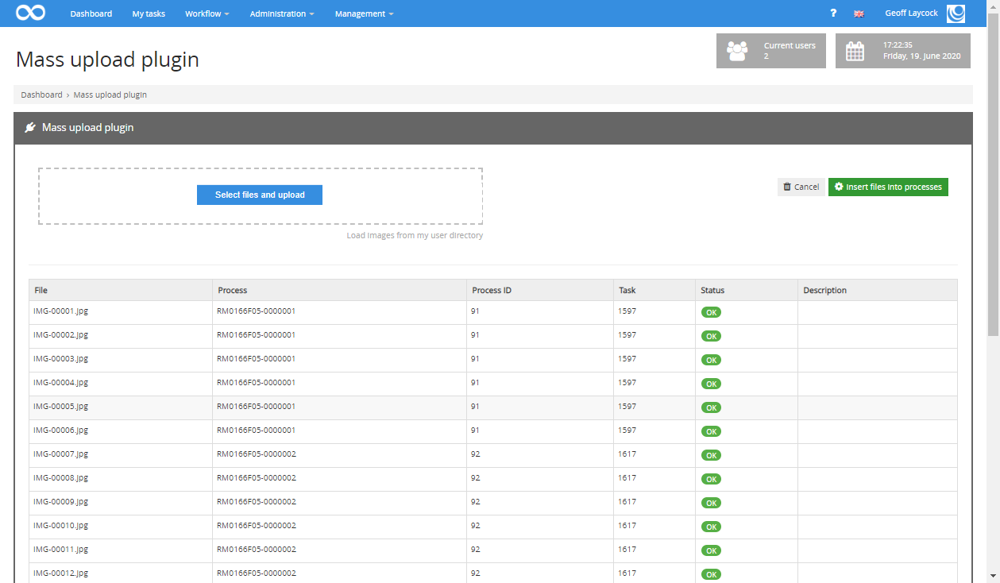 Dashboard My tasks Workflow Administration Management ? Geoff Laycock
Mass upload plugin
Current users
2
17:22:35
Friday, 19. June 2020
Dashboard › Mass upload plugin
Mass upload plugin
Select files and upload
Cancel Insert files into processes
Load images from my user directory
File Process Process ID Task Status Description
IMG-00001.jpg RM0166F05-0000001 91 1597 OK
IMG-00002.jpg RM0166F05-0000001 91 1597 OK
IMG-00003.jpg RM0166F05-0000001 91 1597 OK
IMG-00004.jpg RM0166F05-0000001 91 1597 OK
IMG-00005.jpg RM0166F05-0000001 91 1597 OK
IMG-00006.jpg RM0166F05-0000001 91 1597 OK
IMG-00007.jpg RM0166F05-0000002 92 1617 OK
IMG-00008.jpg RM0166F05-0000002 92 1617 OK
IMG-00009.jpg RM0166F05-0000002 92 1617 OK
IMG-00010.jpg RM0166F05-0000002 92 1617 OK
IMG-00011.jpg RM0166F05-0000002 92 1617 OK
IMG-00012.jpg RM0166F05-0000002 92 1617 OK